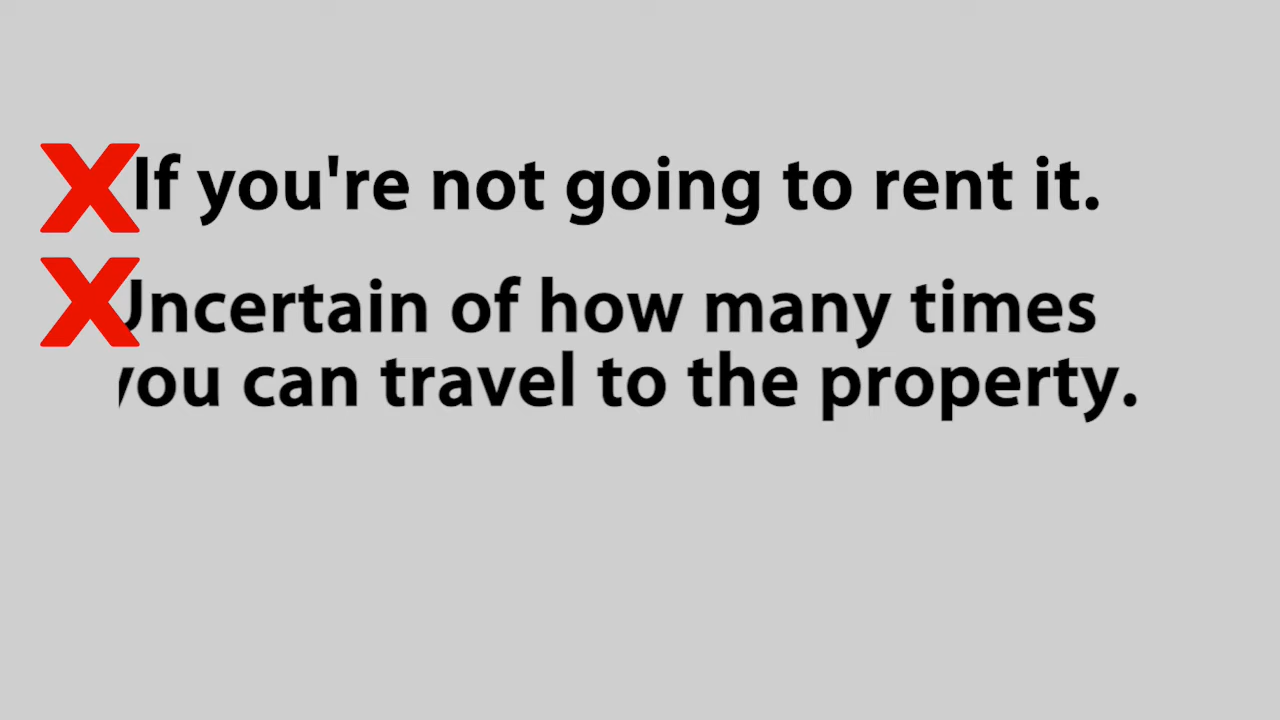 If you're not going to rent it.
Uncertain of how many times
you can travel to the property.